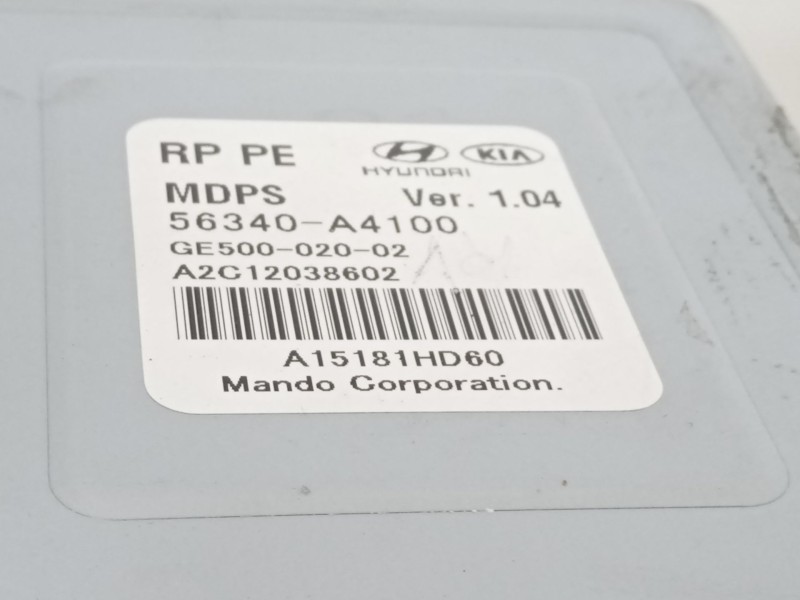 RP PE HYUNDAI KIA
MDPS Ver. 1.04
56340-A4100
GE500-020-02
A2C12038602
A15181HD60
Mando Corporation.